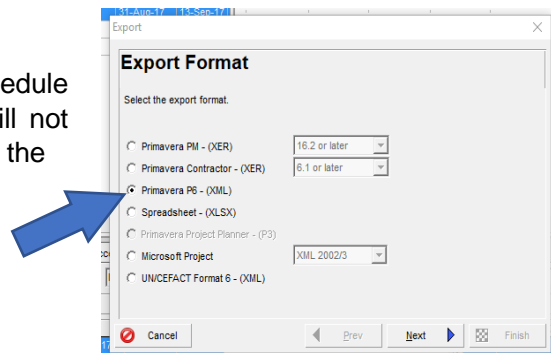 31-Aug-17 13-Sep-17
Export
Export Format
edule
Select the export format.
ill not
the
Primavera PM - (XER) 16.2 or later
Primavera Contractor - (XER) 6.1 or later
Primavera P6 - (XML)
Spreadsheet - (XLSX)
Primavera Project Planner - (P3)
Microsoft Project XML 2002/3
UN/CEFACT Format 6 - (XML)
Cancel Prev Next Finish